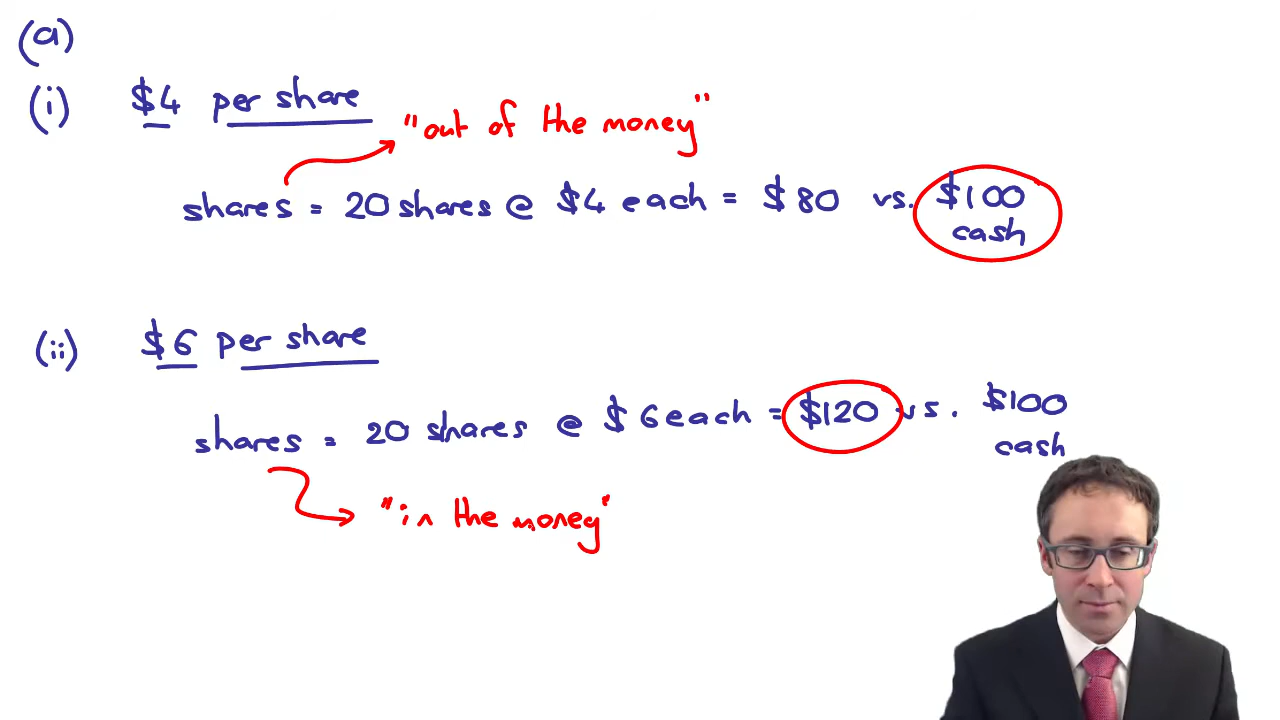 (a)
(i) $4 per share
"out of the money"
shares = 20 shares @ $4 each = $80 vs. $100
cash
(ii) $6 per share
shares = 20 shares @ $6 each = $120 vs. $100
cash
"in the money"